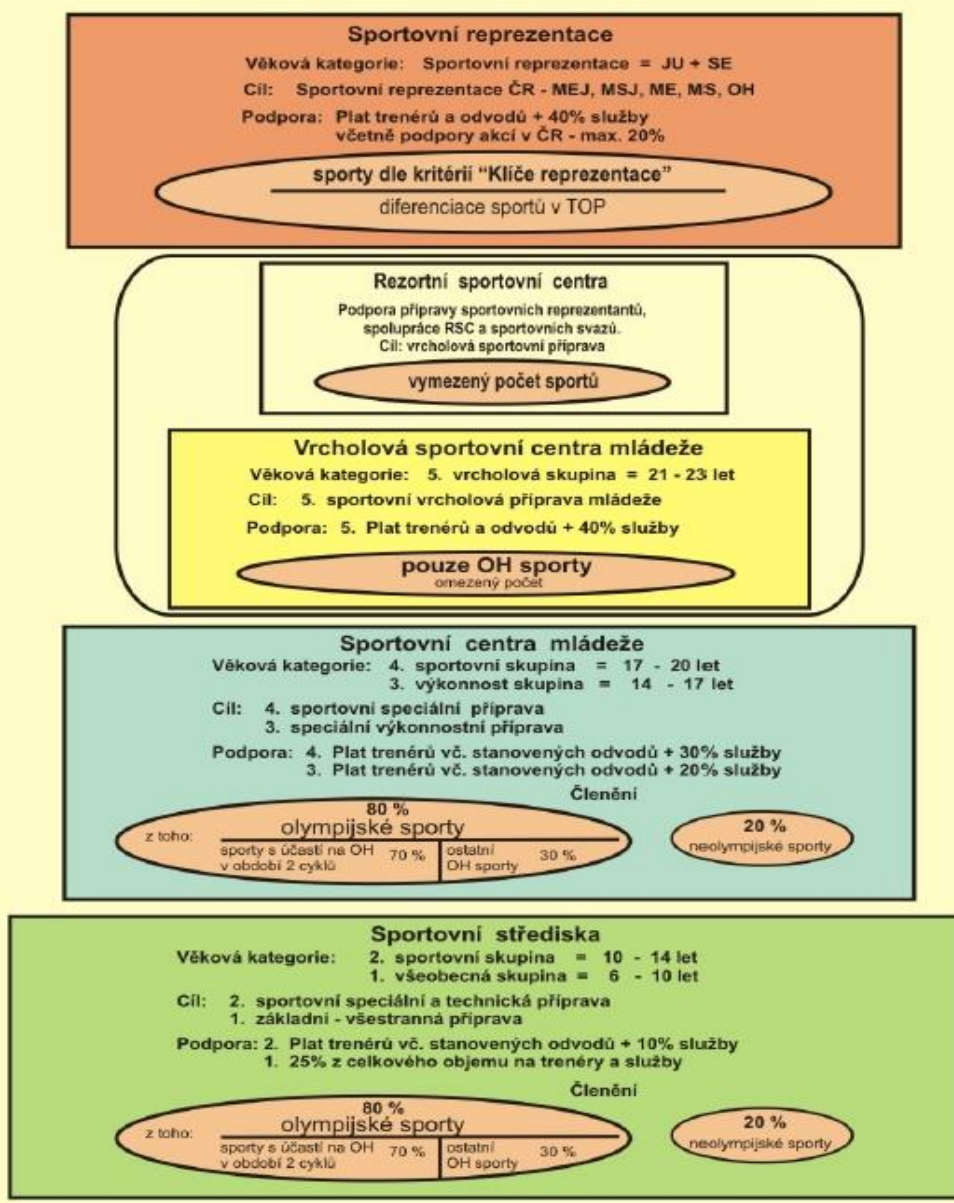 Sportovní reprezentace
Věková kategorie: Sportovní reprezentace = JU + SE
Cíl: Sportovní reprezentace ČR - MEJ, MSJ, ME, MS, OH
Podpora: Plat trenérů a odvodů + 40% služby
včetně podpory akcí v ČR - max. 20%
sporty dle kritérií "Klíče reprezentace"
diferenciace sportů v TOP
Rezortní sportovní centra
Podpora přípravy sportovních reprezentantů,
spolupráce RSC a sportovních svazů.
Cíl: vrcholová sportovní příprava
vymezený počet sportů
Vrcholová sportovní centra mládeže
Věková kategorie: 5. vrcholová skupina = 21 - 23 let
Cíl: 5. sportovní vrcholová příprava mládeže
Podpora: 5. Plat trenérů a odvodů + 40% služby
pouze OH sporty
omezený počet
Sportovní centra mládeže
Věková kategorie: 4. sportovní skupina = 17 - 20 let
3. výkonnost skupina = 14 - 17 let
Cíl: 4. sportovní speciální příprava
3. speciální výkonnostní příprava
Podpora: 4. Plat trenérů vč. stanovených odvodů + 30% služby
3. Plat trenérů vč. stanovených odvodů + 20% služby
Členění
80 %
olympijské sporty
z toho:
sporty s účastí na OH
v období 2 cyklů
70 %
ostatní
OH sporty
30 %
20 %
neolympijské sporty
Sportovní střediska
Věková kategorie: 2. sportovní skupina = 10 - 14 let
1. všeobecná skupina = 6 - 10 let
Cíl: 2. sportovní speciální a technická příprava
1. základní - všestranná příprava
Podpora: 2. Plat trenérů vč. stanovených odvodů + 10% služby
1. 25% z celkového objemu na trenéry a služby
Členění
80 %
olympijské sporty
z toho:
sporty s účastí na OH
v období 2 cyklů
70 %
ostatní
OH sporty
30 %
20 %
neolympijské sporty